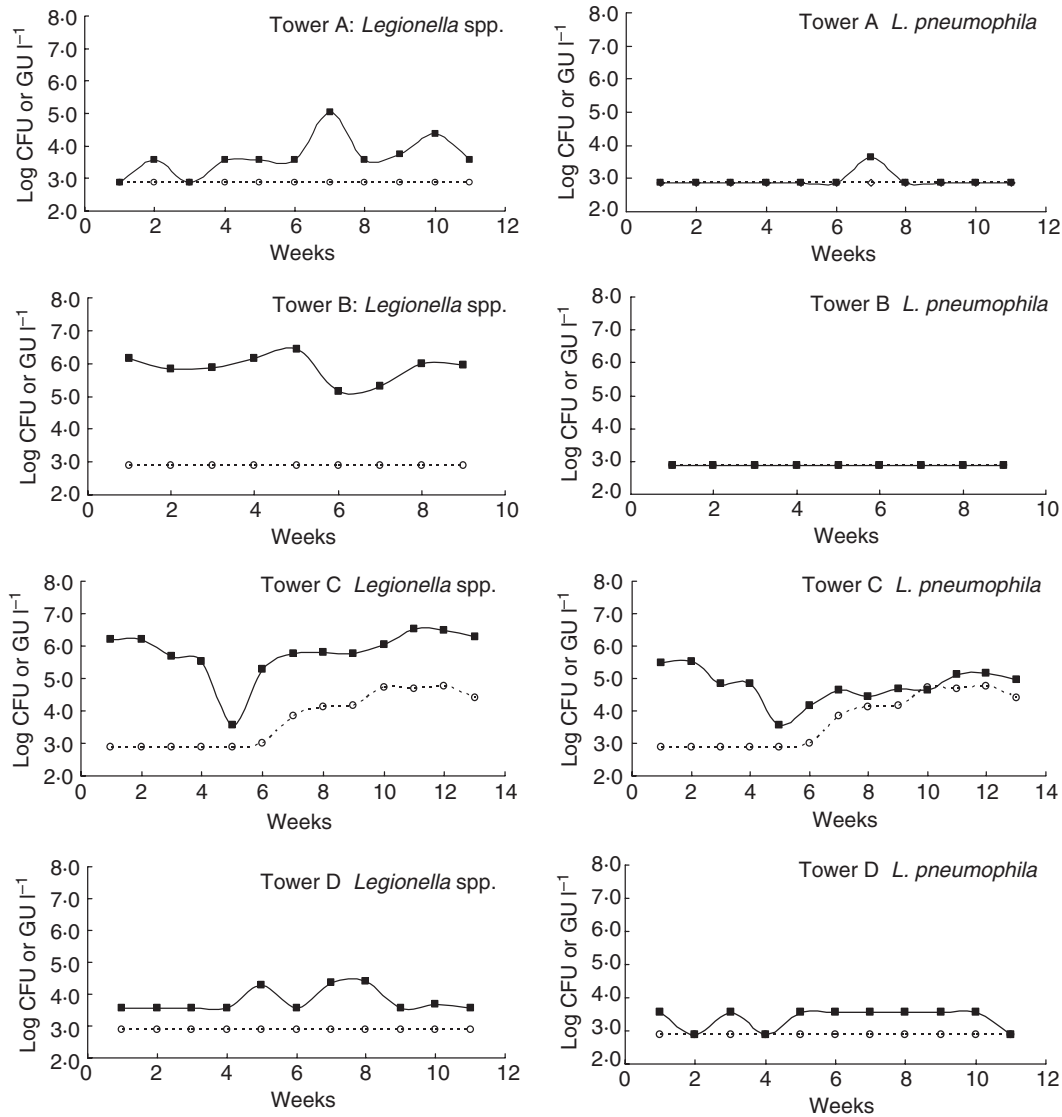 Tower A: Legionella spp.
Log CFU or GU l⁻¹
8·0
7·0
6·0
5·0
4·0
3·0
2·0
0 2 4 6 8 10 12
Weeks
Tower A L. pneumophila
Log CFU or GU l⁻¹
8·0
7·0
6·0
5·0
4·0
3·0
2·0
0 2 4 6 8 10 12
Weeks
Tower B: Legionella spp.
Log CFU or GU l⁻¹
8·0
7·0
6·0
5·0
4·0
3·0
2·0
0 2 4 6 8 10
Weeks
Tower B L. pneumophila
Log CFU or GU l⁻¹
8·0
7·0
6·0
5·0
4·0
3·0
2·0
0 2 4 6 8 10
Weeks
Tower C Legionella spp.
Log CFU or GU l⁻¹
8·0
7·0
6·0
5·0
4·0
3·0
2·0
0 2 4 6 8 10 12 14
Weeks
Tower C L. pneumophila
Log CFU or GU l⁻¹
8·0
7·0
6·0
5·0
4·0
3·0
2·0
0 2 4 6 8 10 12 14
Weeks
Tower D Legionella spp.
Log CFU or GU l⁻¹
8·0
7·0
6·0
5·0
4·0
3·0
2·0
0 2 4 6 8 10 12
Weeks
Tower D L. pneumophila
Log CFU or GU l⁻¹
8·0
7·0
6·0
5·0
4·0
3·0
2·0
0 2 4 6 8 10 12
Weeks